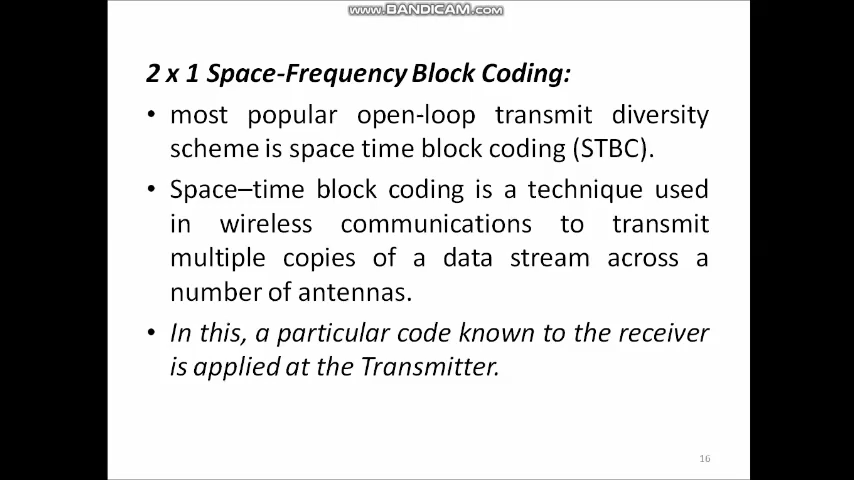 www.BANDICAM.com
2 x 1 Space-Frequency Block Coding:
• most popular open-loop transmit diversity
scheme is space time block coding (STBC).
• Space–time block coding is a technique used
in wireless communications to transmit
multiple copies of a data stream across a
number of antennas.
• In this, a particular code known to the receiver
is applied at the Transmitter.
16